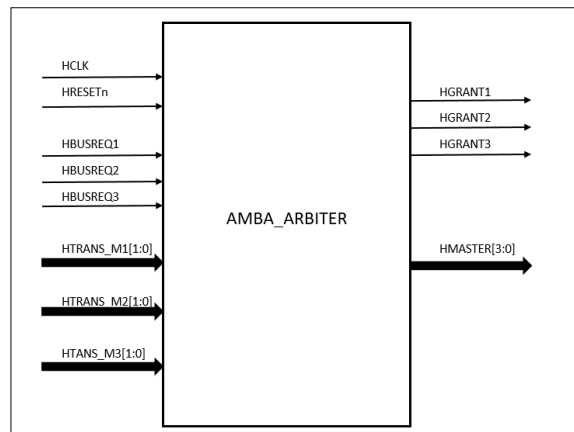 HCLK
HRESETn
HBUSREQ1
HBUSREQ2
HBUSREQ3
HTRANS_M1[1:0]
HTRANS_M2[1:0]
HTANS_M3[1:0]
AMBA_ARBITER
HGRANT1
HGRANT2
HGRANT3
HMASTER[3:0]